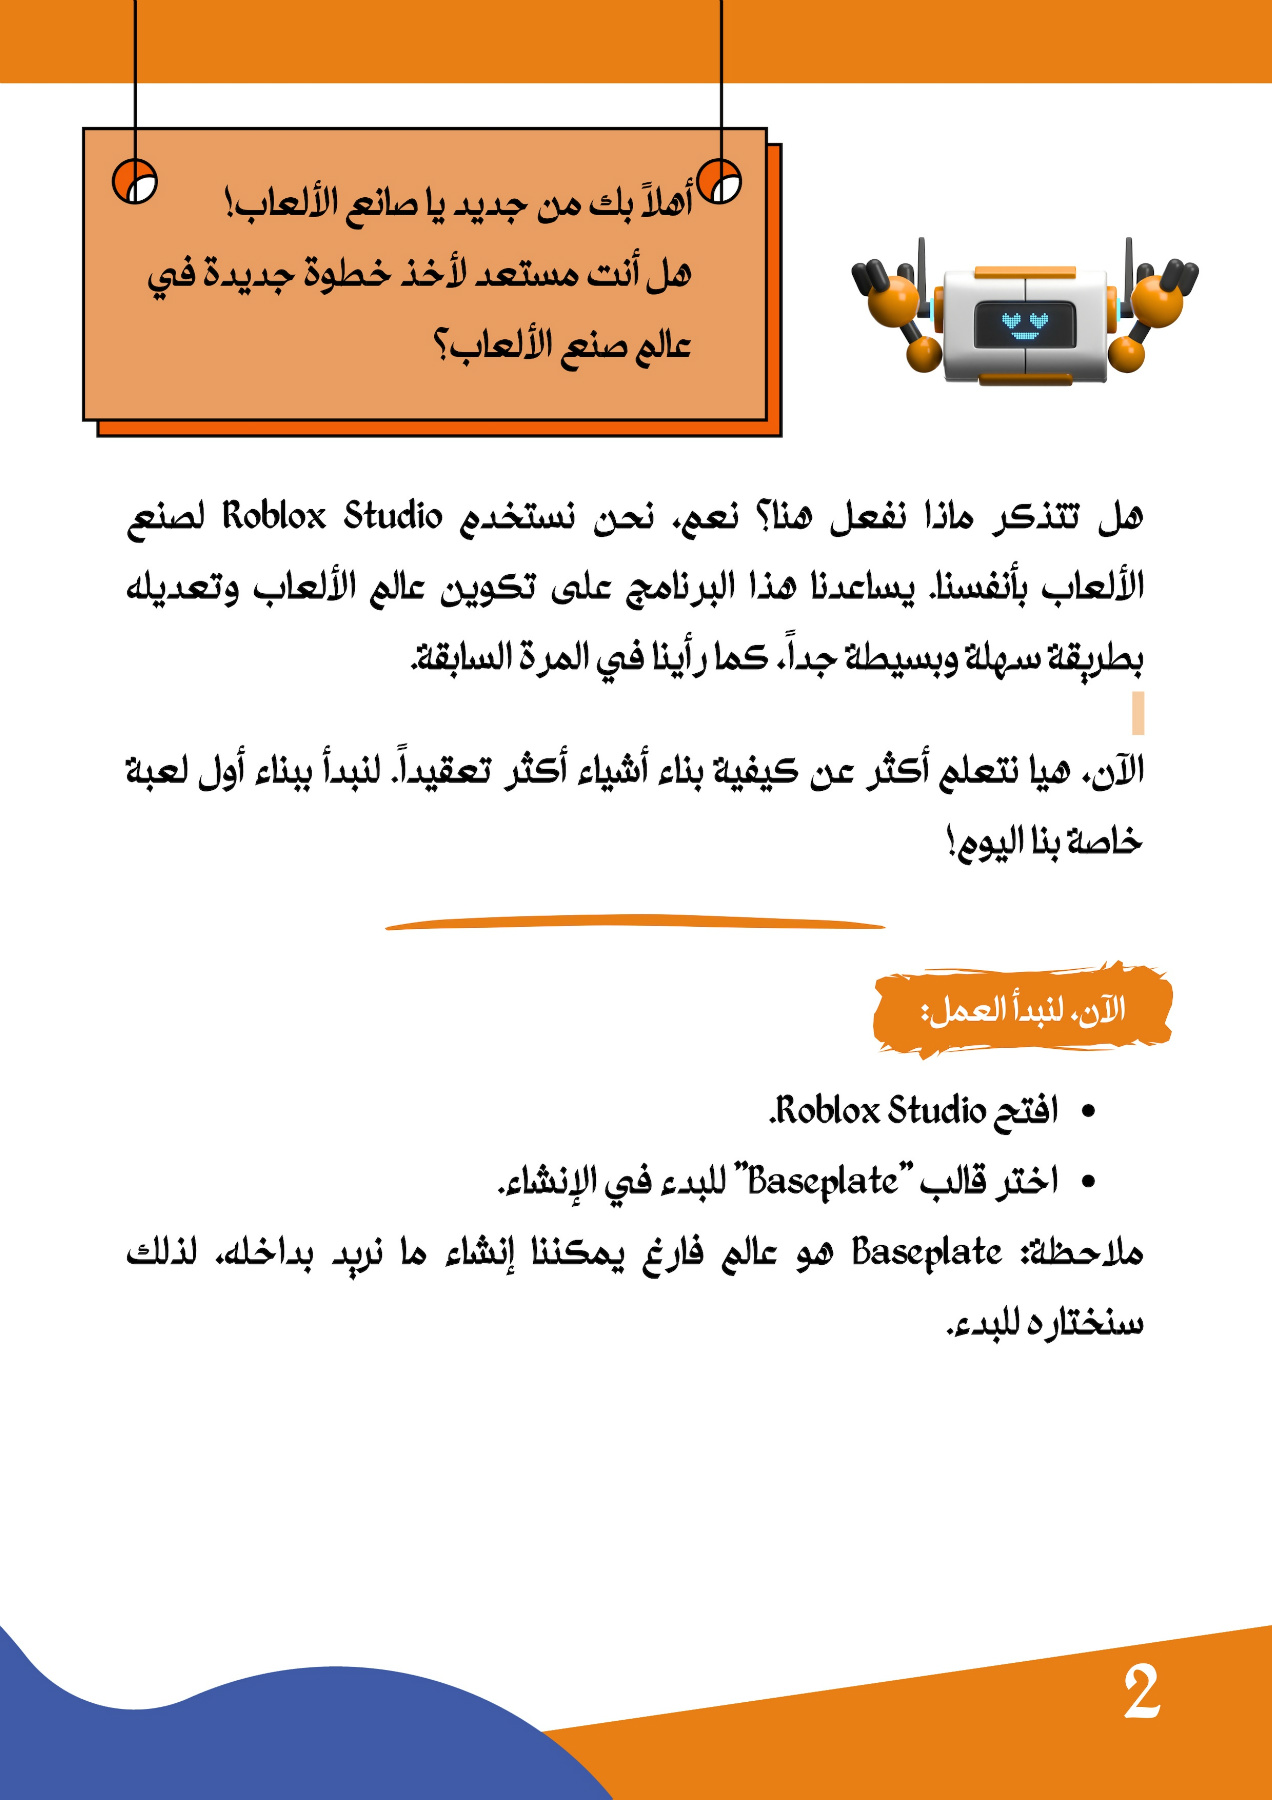 أهلاً بك من جديد يا صانع الألعاب!
هل أنت مستعد لأخذ خطوة جديدة في
عالم صنع الألعاب؟
هل تتذكر ماذا نفعل هنا؟ نعم، نحن نستخدم Roblox Studio لصنع
الألعاب بأنفسنا. يساعدنا هذا البرنامج على تكوين عالم الألعاب وتعديله
بطريقة سهلة وبسيطة جداً، كما رأينا في المرة السابقة.
الآن، هيا نتعلم أكثر عن كيفية بناء أشياء أكثر تعقيداً. لنبدأ ببناء أول لعبة
خاصة بنا اليوم!
الآن، لنبدأ العمل:
• افتح Roblox Studio.
• اختر قالب "Baseplate" للبدء في الإنشاء.
ملاحظة: Baseplate هو عالم فارغ يمكننا إنشاء ما نريد بداخله، لذلك
سنختاره للبدء.
2